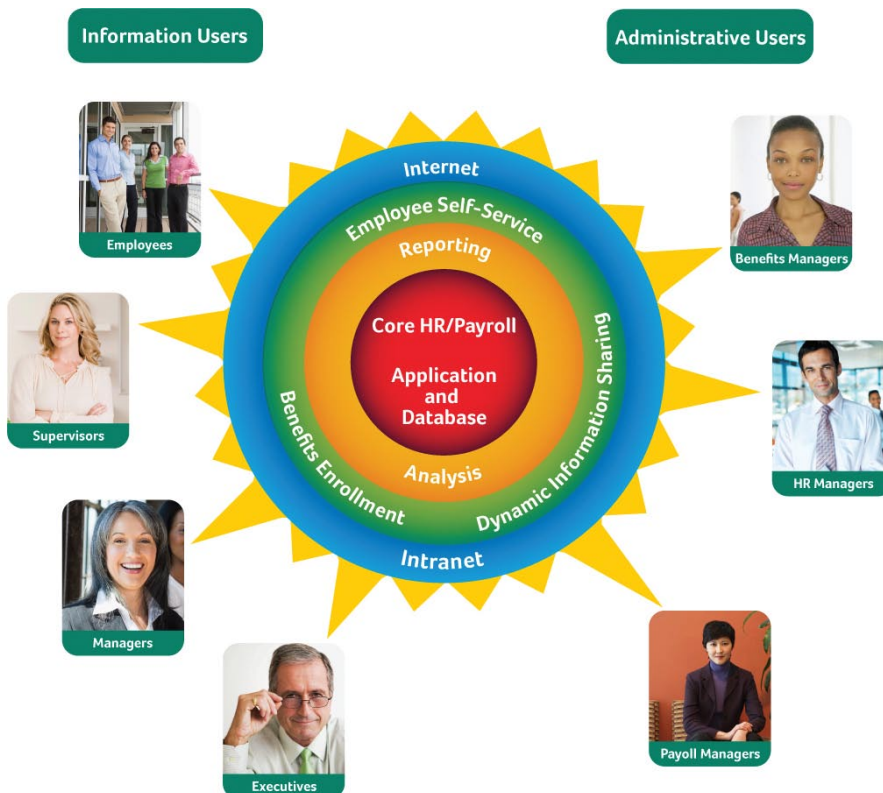 Information Users
Administrative Users
Employees
Supervisors
Managers
Executives
Internet
Employee Self-Service
Reporting
Core HR/Payroll
Application
and
Database
Analysis
Benefits Enrollment
Dynamic Information Sharing
Intranet
Benefits Managers
HR Managers
Payoll Managers